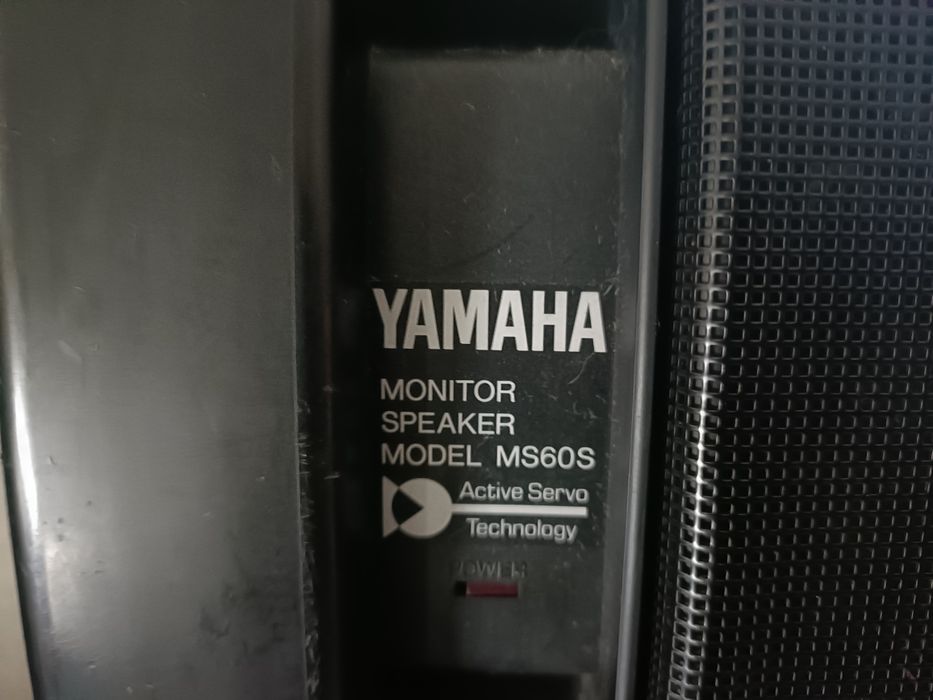 YAMAHA
MONITOR
SPEAKER
MODEL MS60S
Active Servo
Technology
POWER